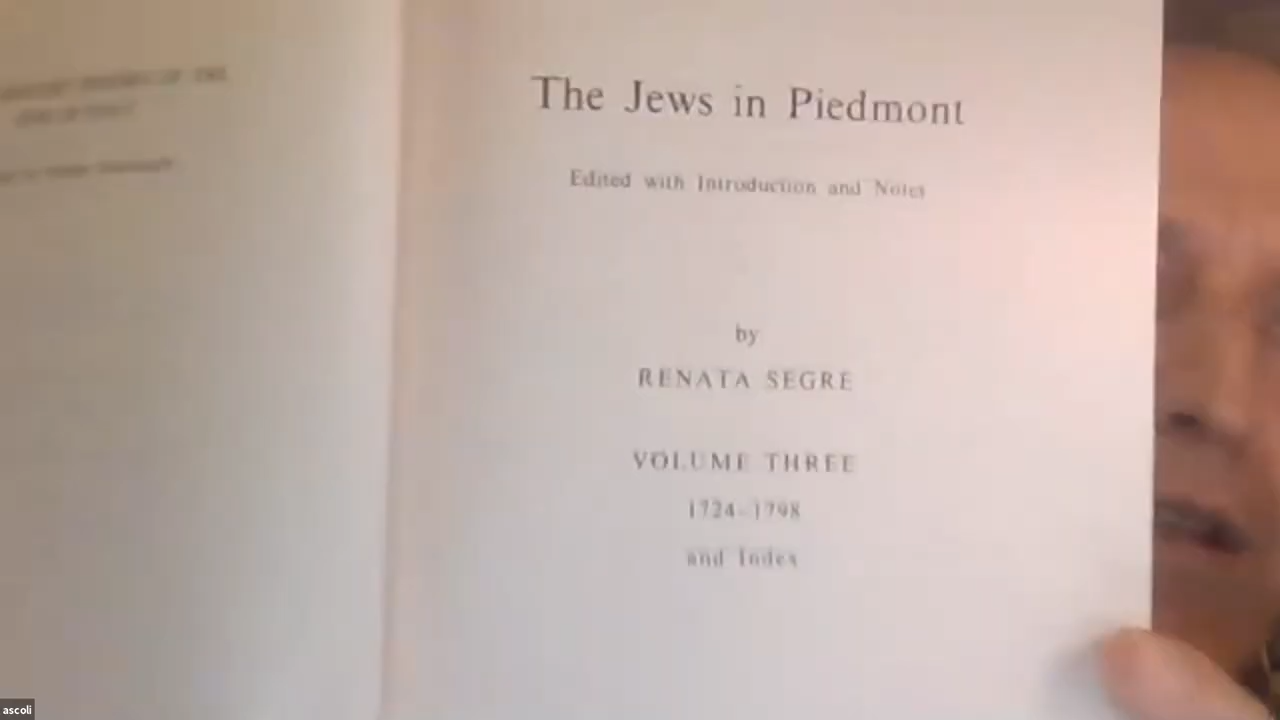 The Jews in Piedmont
Edited with Introduction and Notes
by
RENATA SEGRE
VOLUME THREE
1724-1798
and Index
ascoli